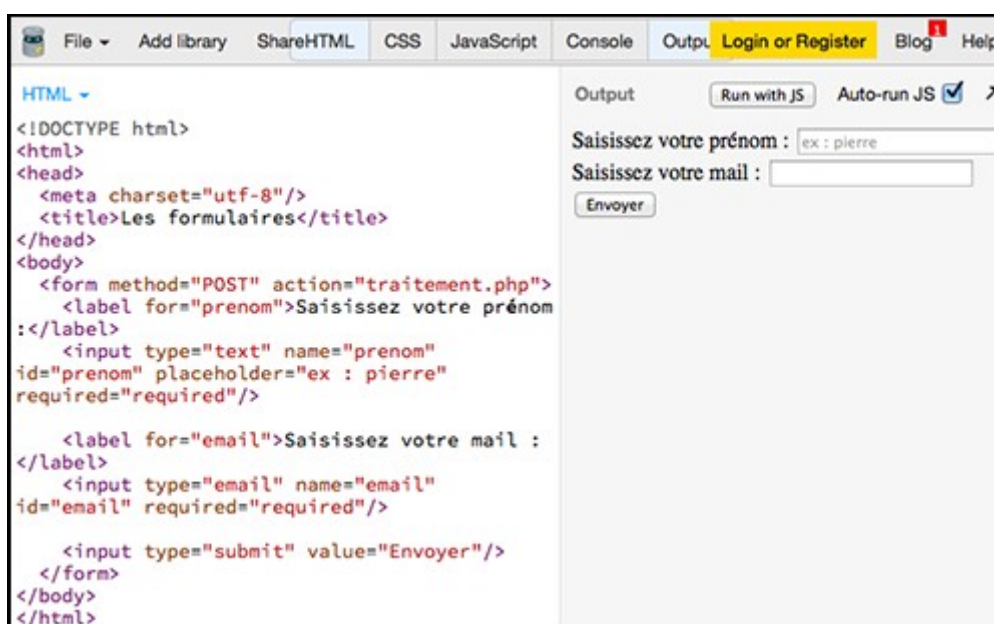 File Add library Share HTML CSS JavaScript Console Login or Register Blog 1
HTML
<!DOCTYPE html>
<html>
<head>
<meta charset="utf-8"/>
<title>Les formulaires</title>
</head>
<body>
<form method="POST" action="traitement.php">
<label for="prenom">Saisissez votre prénom
:</label>
<input type="text" name="prenom"
id="prenom" placeholder="ex : pierre"
required="required"/>
<label for="email">Saisissez votre mail :
</label>
<input type="email" name="email"
id="email" required="required"/>
<input type="submit" value="Envoyer"/>
</form>
</body>
</html>
Output Run with JS Auto-run JS
Saisissez votre prénom : ex : pierre
Saisissez votre mail :
Envoyer